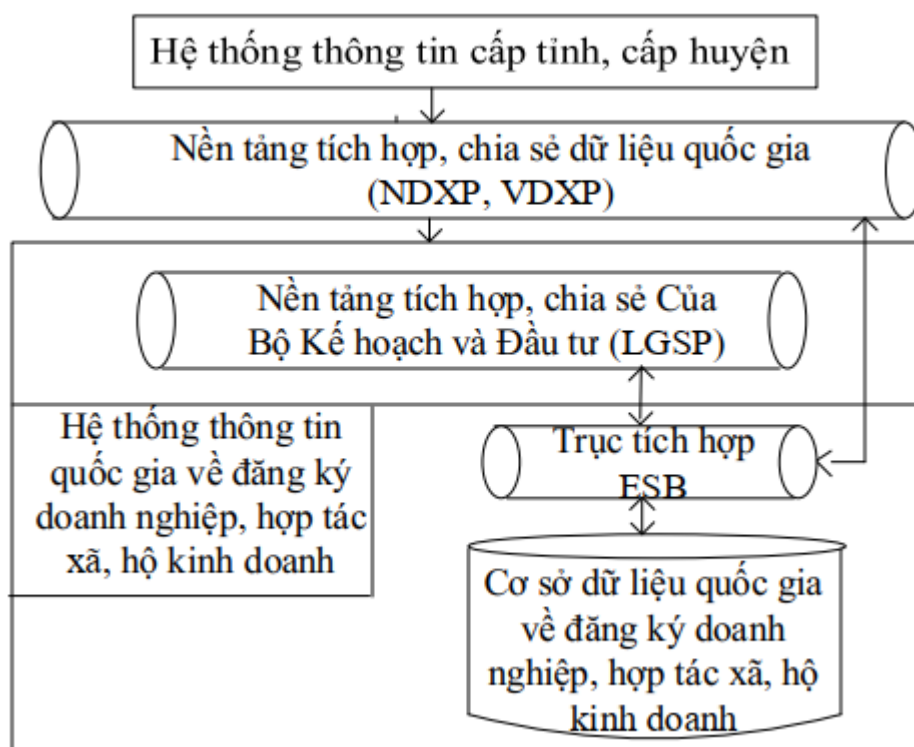 Hệ thống thông tin cấp tỉnh, cấp huyện
Nền tảng tích hợp, chia sẻ dữ liệu quốc gia
(NDXP, VDXP)
Nền tảng tích hợp, chia sẻ Của
Bộ Kế hoạch và Đầu tư (LGSP)
Hệ thống thông tin
quốc gia về đăng ký
doanh nghiệp, hợp tác
xã, hộ kinh doanh
Trục tích hợp
ESB
Cơ sở dữ liệu quốc gia
về đăng ký doanh
nghiệp, hợp tác xã, hộ
kinh doanh